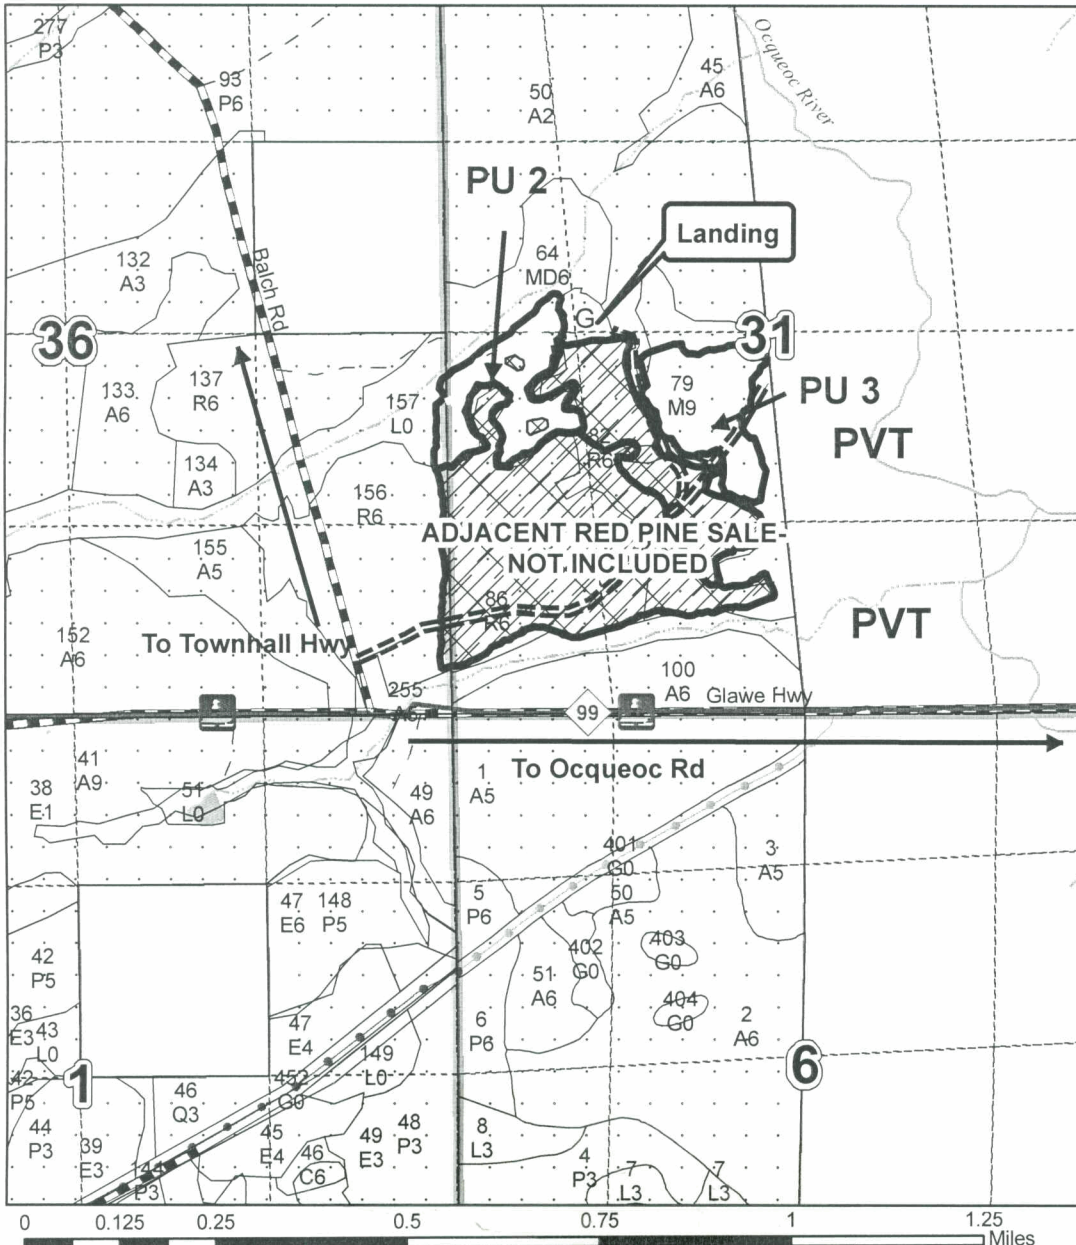 277
P3
93
P6
50
A2
45
A6
Ocqueoc River
PU 2
Landing
64
MD6
132
A3
Balch Rd
G
36
31
133
A6
137
R6
157
L0
79
M9
PU 3
PVT
134
A3
82
R6
156
R6
ADJACENT RED PINE SALE-
NOT INCLUDED
155
A5
86
R6
152
A6
To Townhall Hwy
PVT
100
A6
Glawe Hwy
255
99
41
A9
38
E1
51
L0
49
A6
1
A5
To Ocqueoc Rd
401
G0
50
A5
3
A5
47
E6
148
P5
5
P6
42
P5
402
G0
403
G0
51
A6
404
G0
36
E3
43
L0
47
E4
149
L0
6
P6
2
A6
42
P5
1
6
452
G0
46
Q3
44
P3
39
E3
45
E4
46
C6
49
E3
48
P3
8
L3
4
P3
144
P3
7
L3
7
L3
0 0.125 0.25 0.5 0.75 1 1.25
Miles